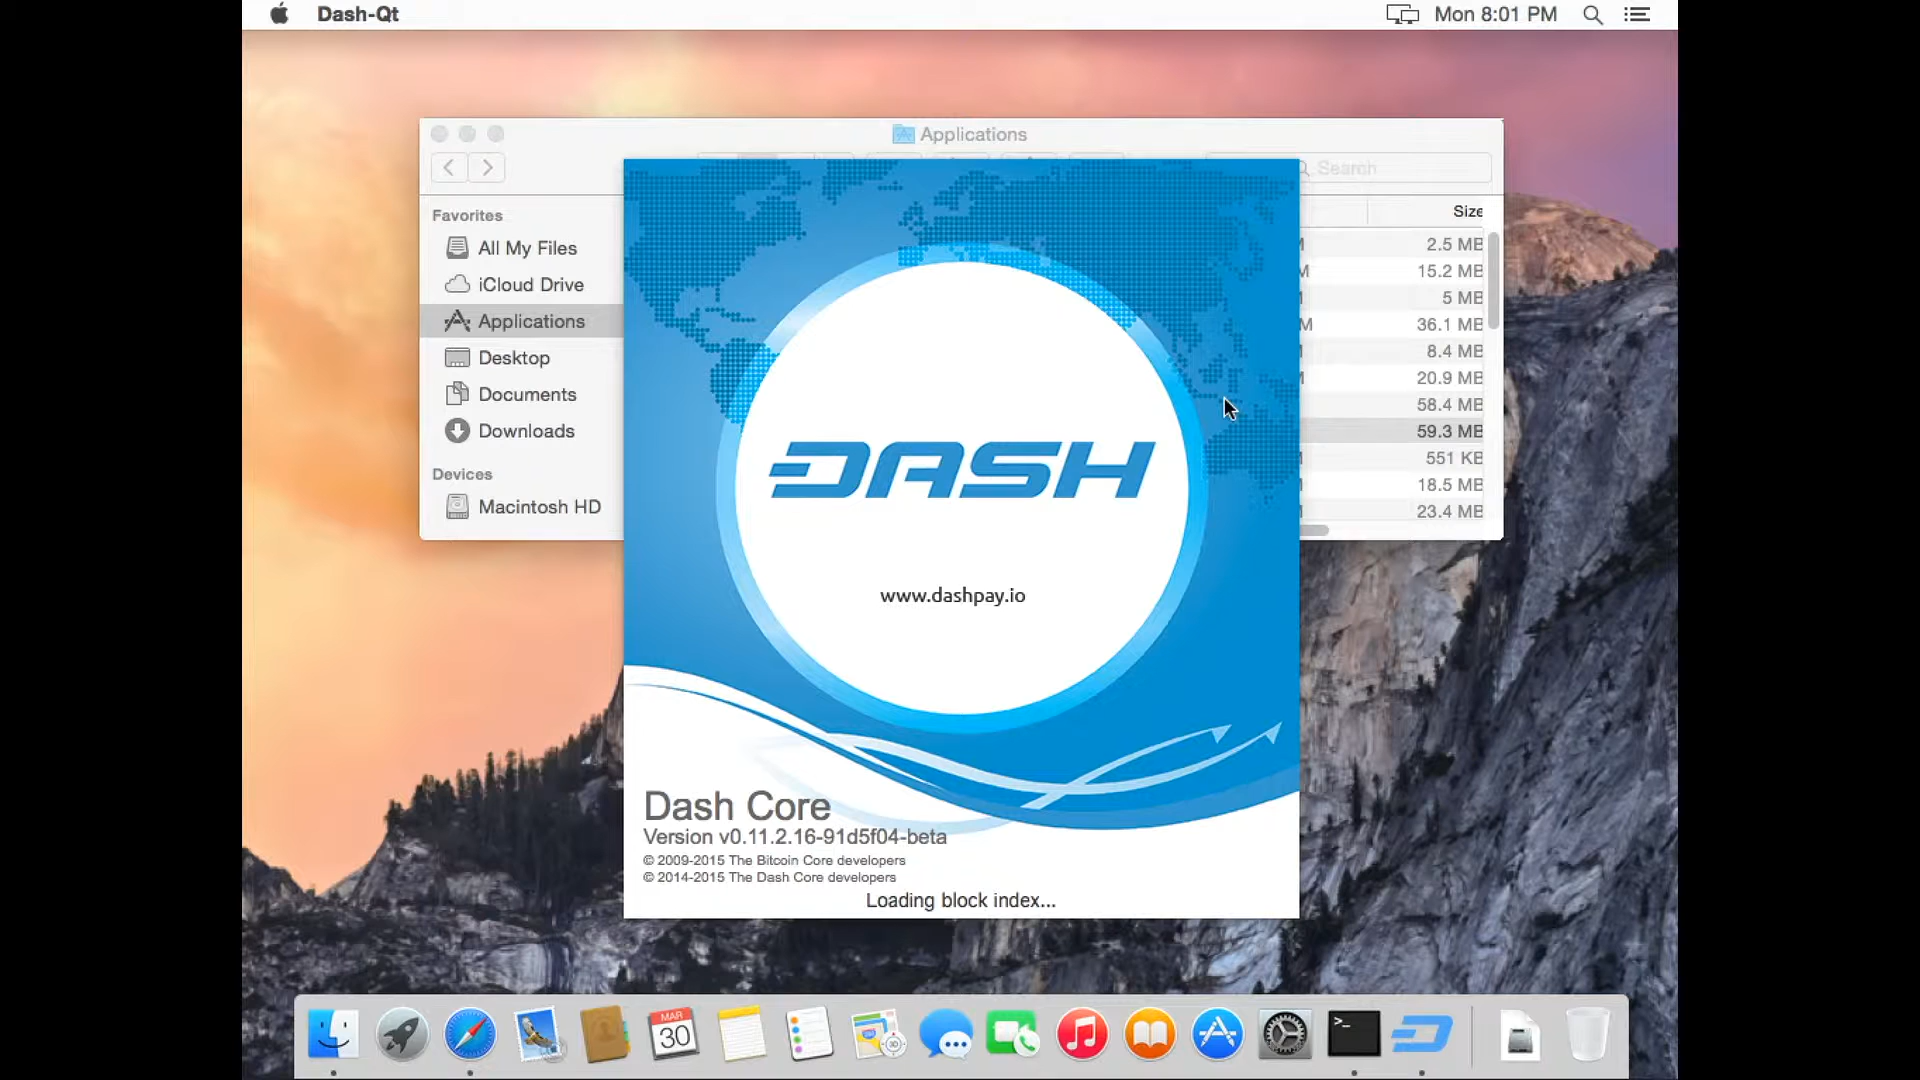 Dash-Qt
Mon 8:01 PM
Applications
Search
Favorites
All My Files
iCloud Drive
Applications
Desktop
Documents
Downloads
Devices
Macintosh HD
Size
2.5 MB
15.2 MB
5 MB
36.1 MB
8.4 MB
20.9 MB
58.4 MB
59.3 MB
551 KB
18.5 MB
23.4 MB
DASH
www.dashpay.io
Dash Core
Version v0.11.2.16-91d5f04-beta
© 2009-2015 The Bitcoin Core developers
© 2014-2015 The Dash Core developers
Loading block index...
MAR
30